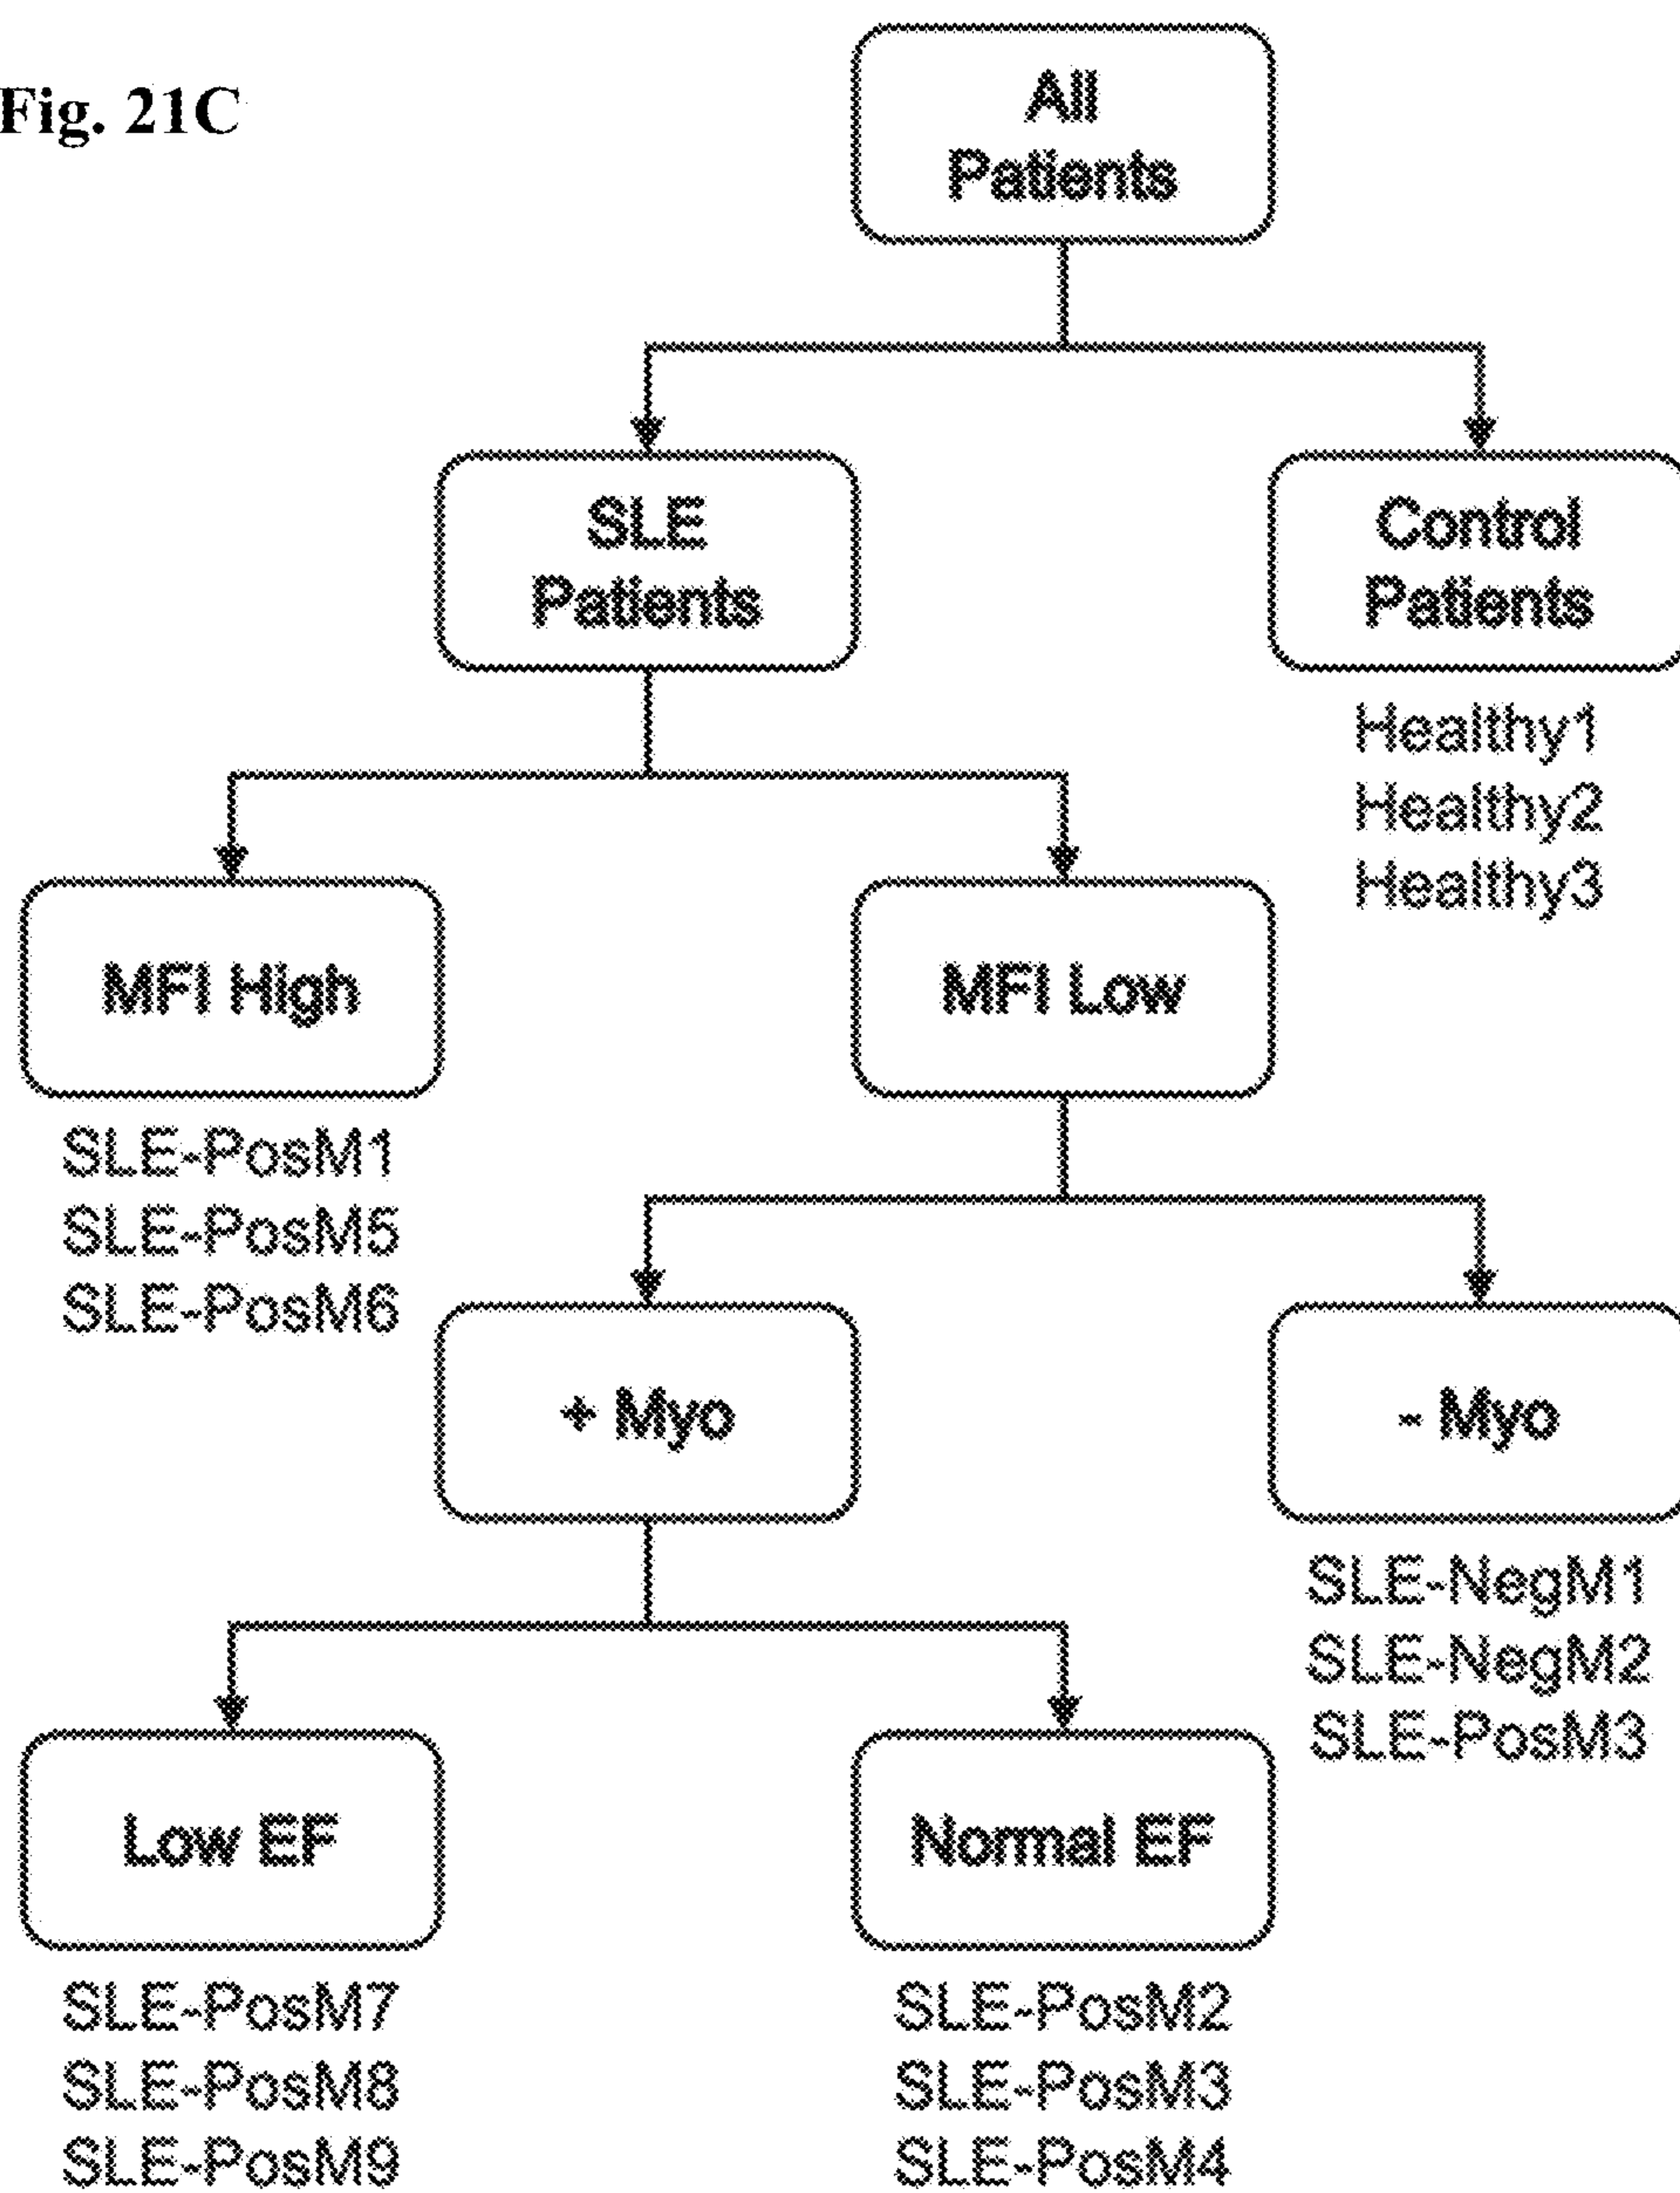 Fig. 21C
All
Patients
SLE
Patients
Control
Patients
Healthy1
Healthy2
Healthy3
MFI High
MFI Low
SLE-PosM1
SLE-PosM5
SLE-PosM6
+ Myo
- Myo
SLE-NegM1
SLE-NegM2
SLE-PosM3
Low EF
Normal EF
SLE-PosM7
SLE-PosM8
SLE-PosM9
SLE-PosM2
SLE-PosM3
SLE-PosM4